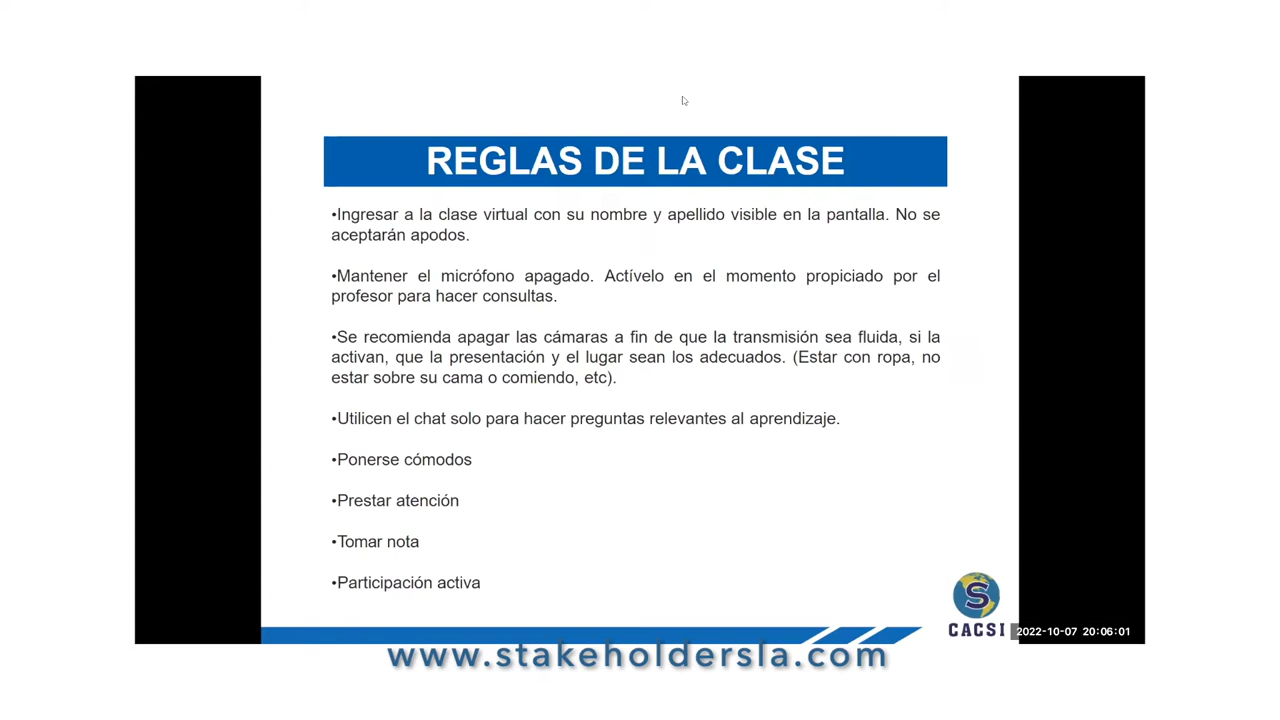 REGLAS DE LA CLASE
•Ingresar a la clase virtual con su nombre y apellido visible en la pantalla. No se
aceptarán apodos.
•Mantener el micrófono apagado. Actívelo en el momento propiciado por el
profesor para hacer consultas.
•Se recomienda apagar las cámaras a fin de que la transmisión sea fluida, si la
activan, que la presentación y el lugar sean los adecuados. (Estar con ropa, no
estar sobre su cama o comiendo, etc).
•Utilicen el chat solo para hacer preguntas relevantes al aprendizaje.
•Ponerse cómodos
•Prestar atención
•Tomar nota
•Participación activa
S
CACSI
2022-10-07 20:06:01
www.stakeholdersla.com